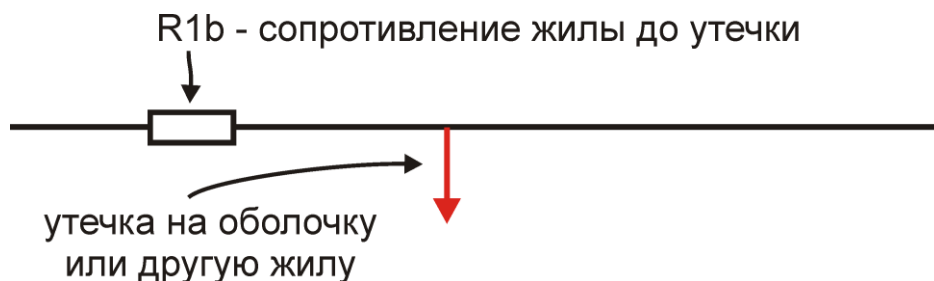 R1b - сопротивление жилы до утечки
утечка на оболочку
или другую жилу